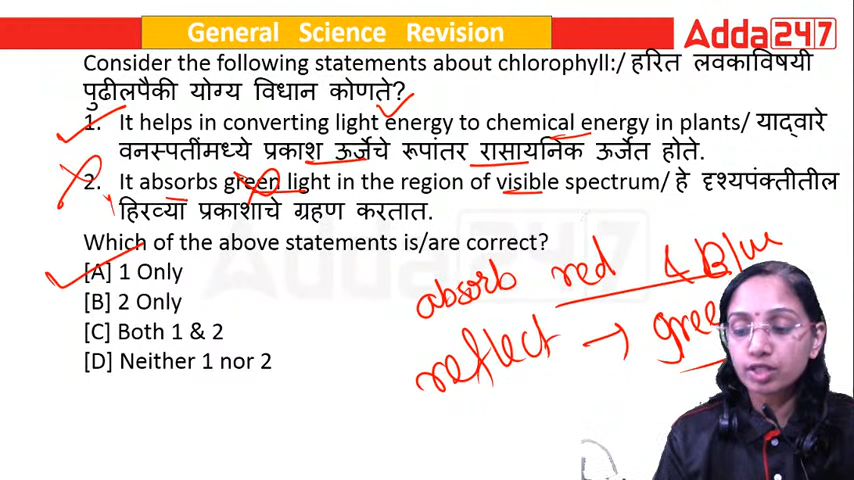 General Science Revision
Adda247
Consider the following statements about chlorophyll:/ हरित लवकाविषयी
पुढीलपैकी योग्य विधान कोणते?
1. It helps in converting light energy to chemical energy in plants/ याद्वारे
वनस्पतींमध्ये प्रकाश ऊर्जेचे रूपांतर रासायनिक ऊर्जेत होते.
2. It absorbs green light in the region of visible spectrum/ हे दृश्यपंक्तीतील
हिरव्या प्रकाशाचे ग्रहण करतात.
Which of the above statements is/are correct?
[A] 1 Only
[B] 2 Only
[C] Both 1 & 2
[D] Neither 1 nor 2
absorb red & Blue
reflect → gree